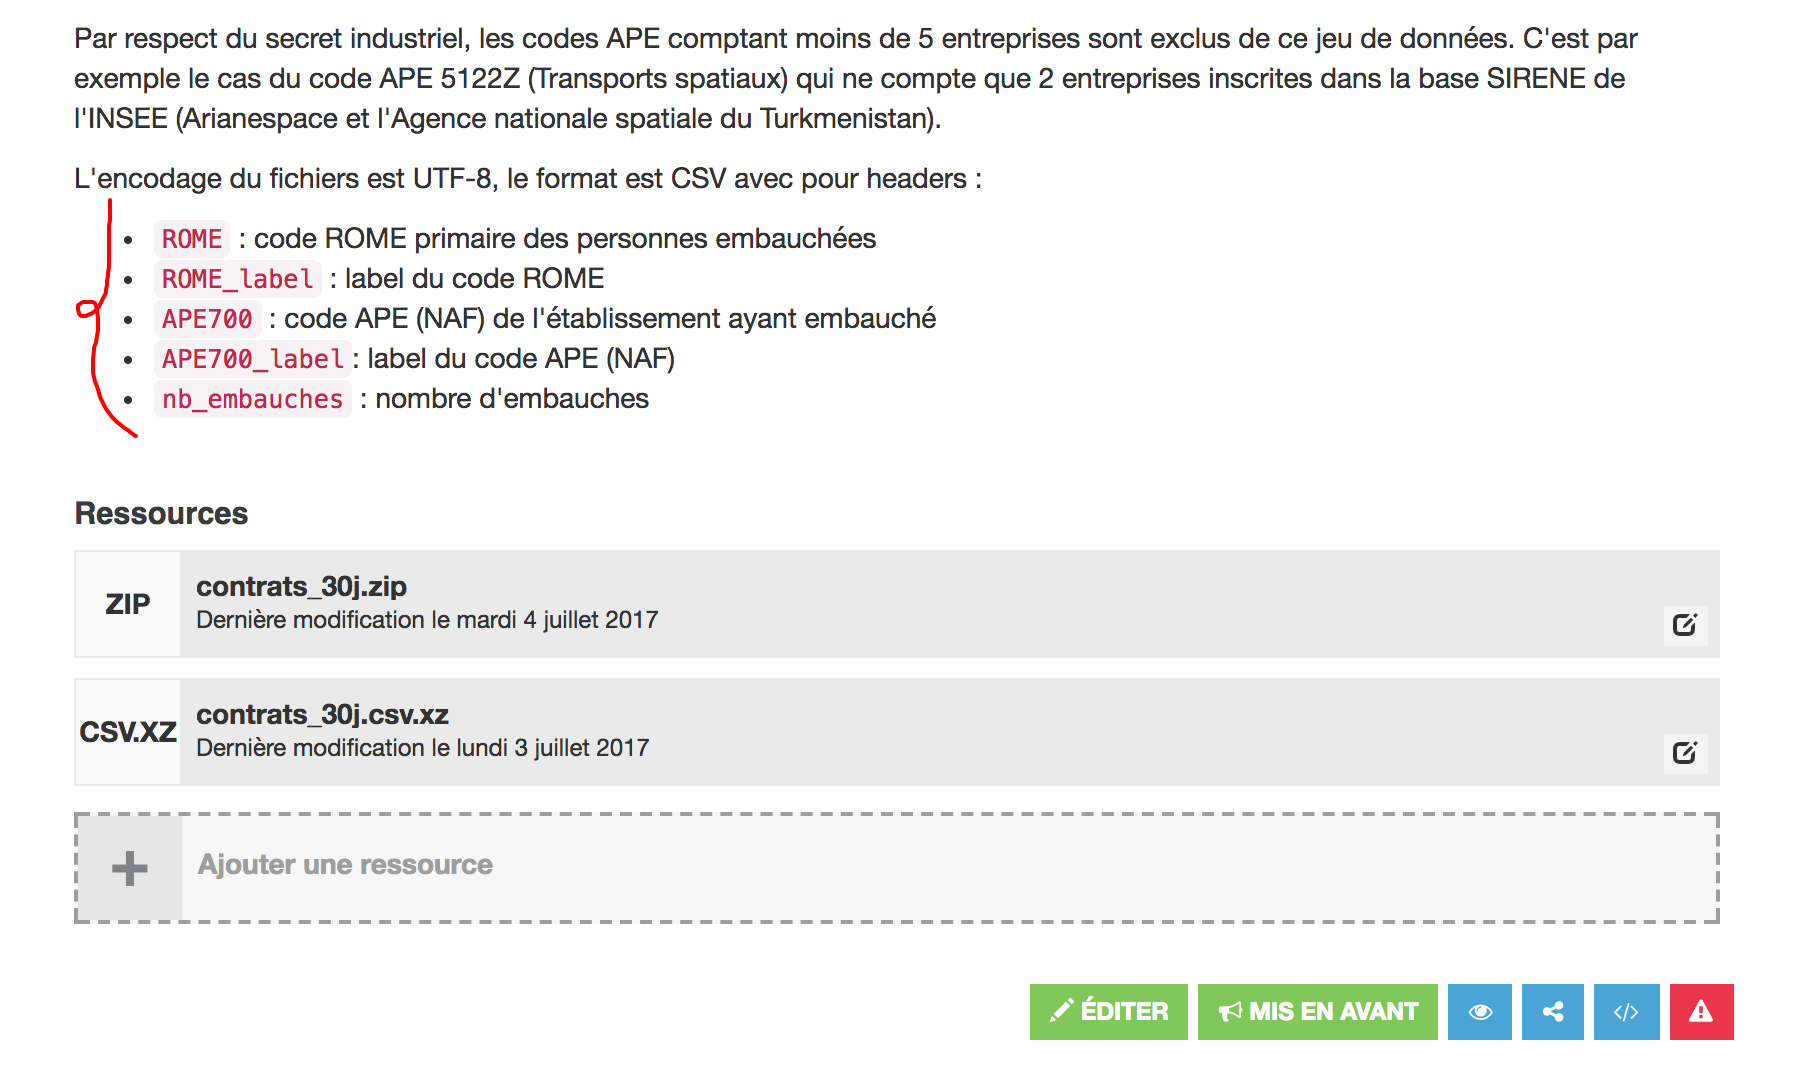 Par respect du secret industriel, les codes APE comptant moins de 5 entreprises sont exclus de ce jeu de données. C'est par
exemple le cas du code APE 5122Z (Transports spatiaux) qui ne compte que 2 entreprises inscrites dans la base SIRENE de
l'INSEE (Arianespace et l'Agence nationale spatiale du Turkmenistan).
L'encodage du fichiers est UTF-8, le format est CSV avec pour headers :
• ROME : code ROME primaire des personnes embauchées
• ROME_label : label du code ROME
• APE700 : code APE (NAF) de l'établissement ayant embauché
• APE700_label : label du code APE (NAF)
• nb_embauches : nombre d'embauches
Ressources
ZIP
contrats_30j.zip
Dernière modification le mardi 4 juillet 2017
CSV.XZ
contrats_30j.csv.xz
Dernière modification le lundi 3 juillet 2017
Ajouter une ressource
ÉDITER MIS EN AVANT